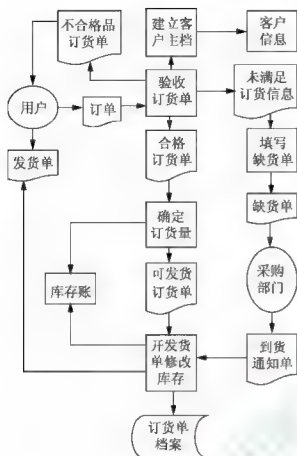 不合格品
订货单
建立客
户主档
客户
信息
用户
订单
验收
订货单
未满足
订货信息
发货单
合格
订货单
填写
缺货单
确定
订货量
缺货单
库存账
可发货
订货单
采购
部门
开发货
单修改
库存
到货
通知单
订货单
档案